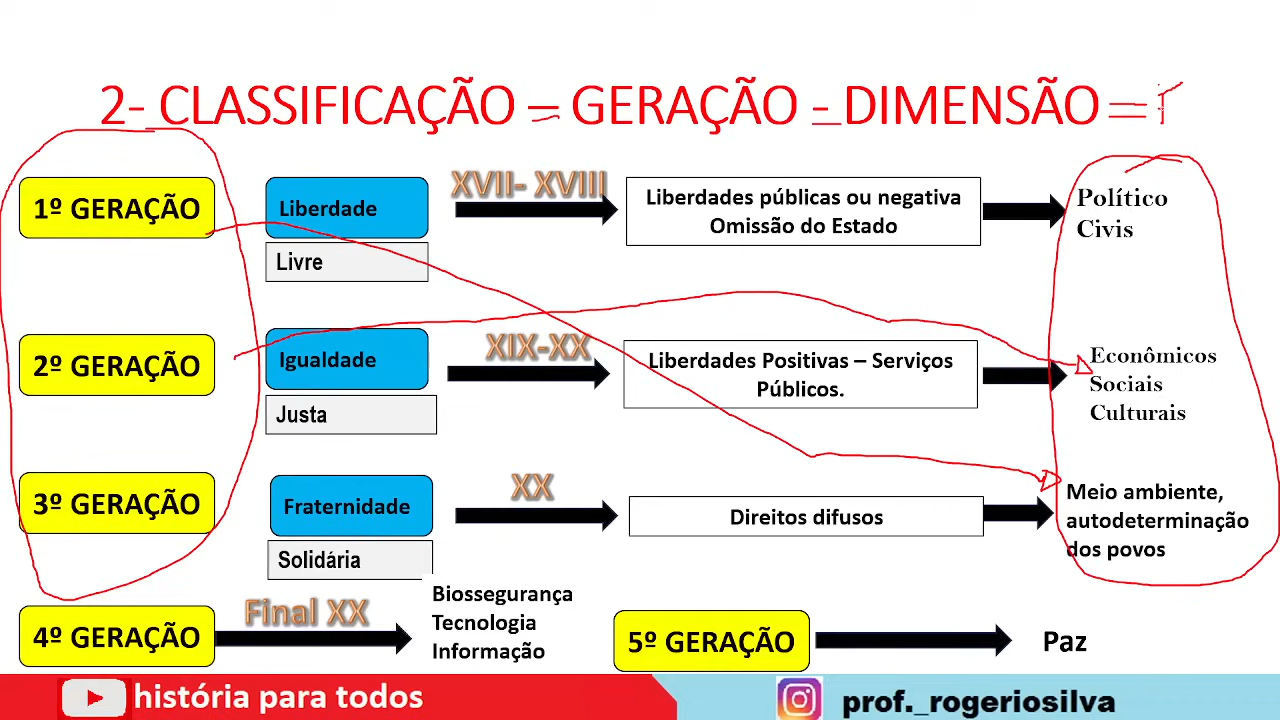 2- CLASSIFICAÇÃO – GERAÇÃO - DIMENSÃO =
1º GERAÇÃO
Liberdade
Livre
XVII- XVIII
Liberdades públicas ou negativa
Omissão do Estado
Político
Civis
2º GERAÇÃO
Igualdade
Justa
XIX-XX
Liberdades Positivas – Serviços
Públicos.
Econômicos
Sociais
Culturais
3º GERAÇÃO
Fraternidade
Solidária
XX
Direitos difusos
Meio ambiente,
autodeterminação
dos povos
4º GERAÇÃO
Final XX
Biossegurança
Tecnologia
Informação
5º GERAÇÃO
Paz
história para todos
prof._rogeriosilva